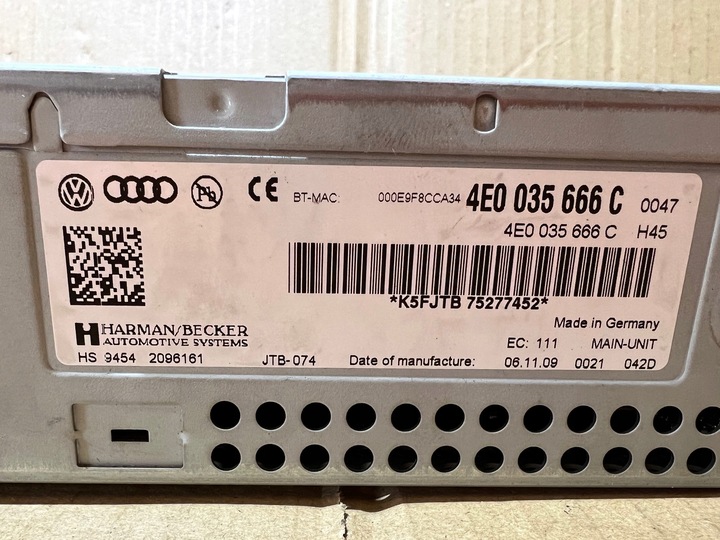 VW Pb CE BT-MAC: 000E9F8CCA34 4E0 035 666 C 0047
4E0 035 666 C H45
*K5FJTB 75277452*
Made in Germany
HARMAN/BECKER
AUTOMOTIVE SYSTEMS
EC: 111 MAIN-UNIT
HS 9454 2096161 JTB-074 Date of manufacture: 06.11.09 0021 042D